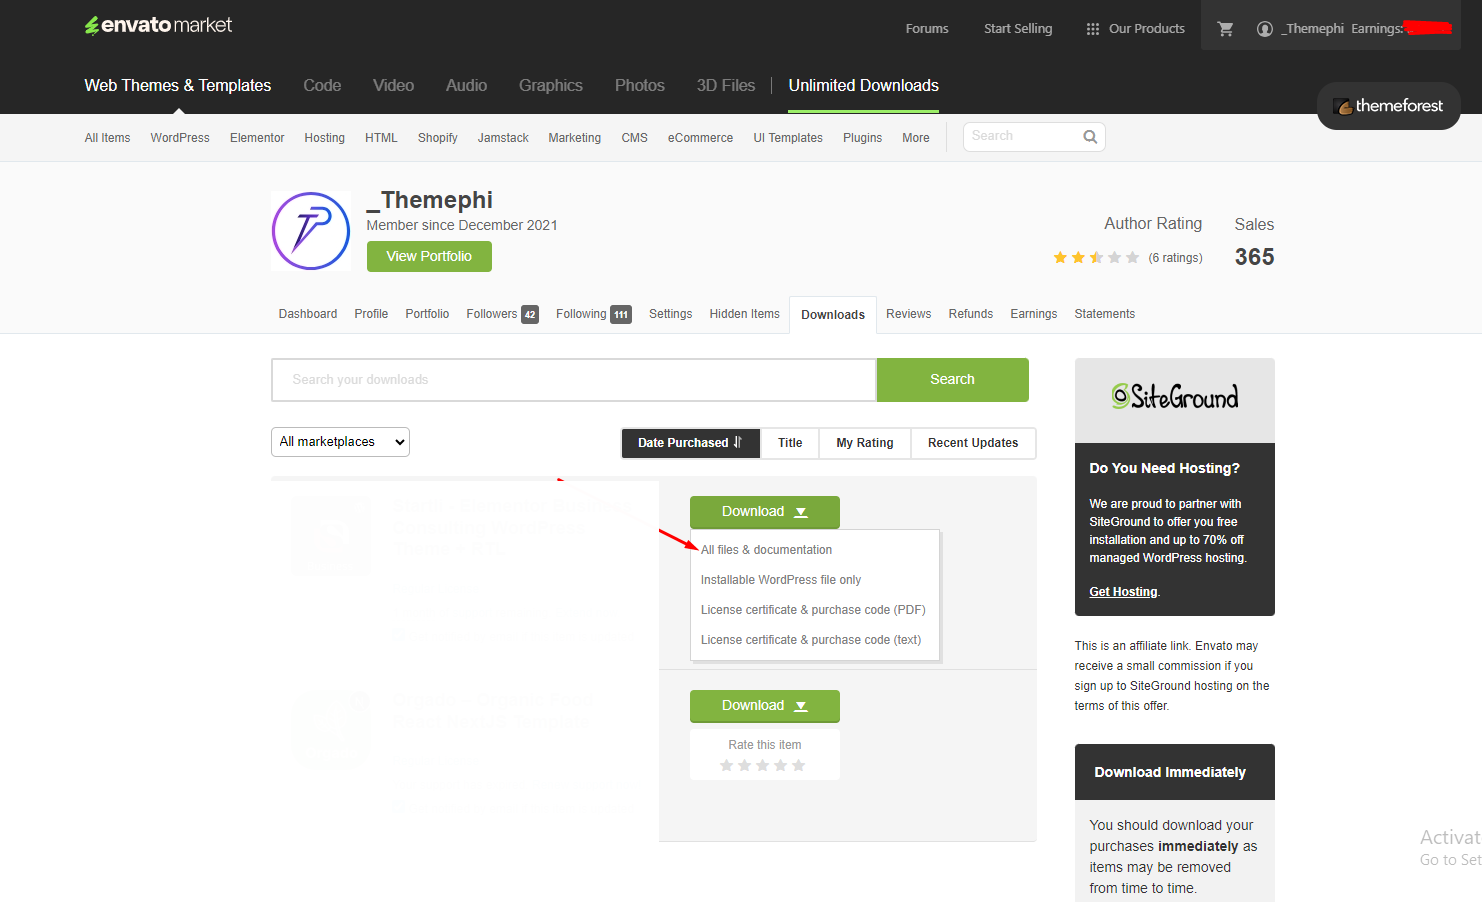 envato market
Forums
Start Selling
Our Products
_Themephi Earnings:
Web Themes & Templates
Code
Video
Audio
Graphics
Photos
3D Files
Unlimited Downloads
themeforest
All Items
WordPress
Elementor
Hosting
HTML
Shopify
Jamstack
Marketing
CMS
eCommerce
UI Templates
Plugins
More
Search
_Themephi
Member since December 2021
View Portfolio
Author Rating
(6 ratings)
Sales
365
Dashboard
Profile
Portfolio
Followers 42
Following 111
Settings
Hidden Items
Downloads
Reviews
Refunds
Earnings
Statements
Search your downloads
Search
All marketplaces
Date Purchased
Title
My Rating
Recent Updates
Download
All files & documentation
Installable WordPress file only
License certificate & purchase code (PDF)
License certificate & purchase code (text)
Download
Rate this item
SiteGround
Do You Need Hosting?
We are proud to partner with
SiteGround to offer you free
installation and up to 70% off
managed WordPress hosting.
Get Hosting.
This is an affiliate link. Envato may
receive a small commission if you
sign up to SiteGround hosting on the
terms of this offer.
Download Immediately
You should download your
purchases immediately as
items may be removed
from time to time.
Activat
Go to Set